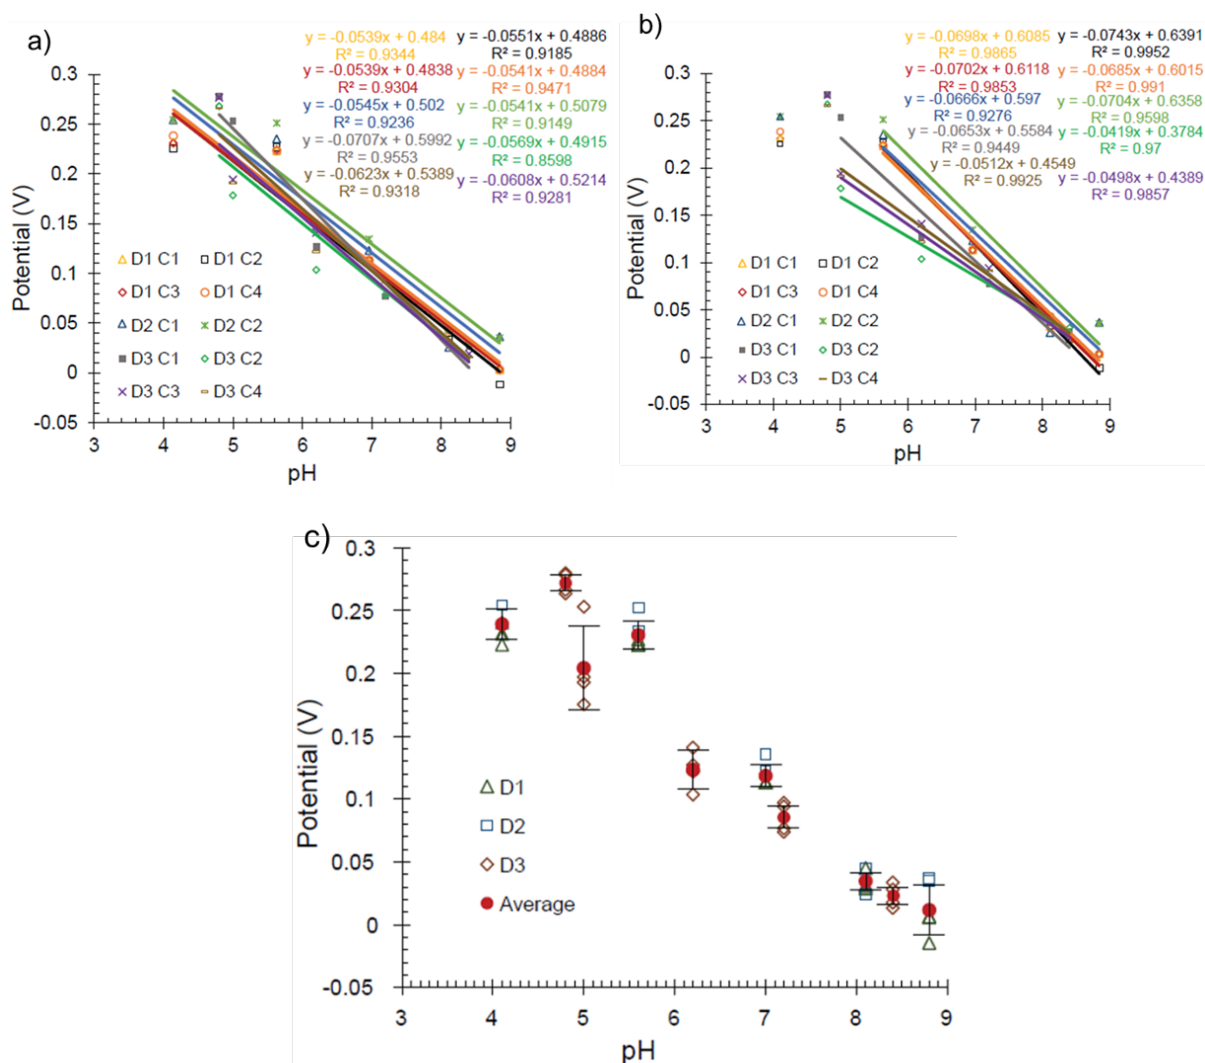 a)
y = -0.0539x + 0.484
R² = 0.9344
y = -0.0551x + 0.4886
R² = 0.9185
y = -0.0539x + 0.4838
R² = 0.9304
y = -0.0541x + 0.4884
R² = 0.9471
y = -0.0545x + 0.502
R² = 0.9236
y = -0.0541x + 0.5079
R² = 0.9149
y = -0.0707x + 0.5992
R² = 0.9553
y = -0.0569x + 0.4915
R² = 0.8598
y = -0.0623x + 0.5389
R² = 0.9318
y = -0.0608x + 0.5214
R² = 0.9281
Potential (V)
0.3
0.25
0.2
0.15
0.1
0.05
0
-0.05
D1 C1
D1 C2
D1 C3
D1 C4
D2 C1
D2 C2
D3 C1
D3 C2
D3 C3
D3 C4
3 4 5 6 7 8 9
pH
b)
y = -0.0698x + 0.6085
R² = 0.9865
y = -0.0743x + 0.6391
R² = 0.9952
y = -0.0702x + 0.6118
R² = 0.9853
y = -0.0685x + 0.6015
R² = 0.991
y = -0.0666x + 0.597
R² = 0.9276
y = -0.0704x + 0.6358
R² = 0.9598
y = -0.0653x + 0.5584
R² = 0.9449
y = -0.0419x + 0.3784
R² = 0.97
y = -0.0512x + 0.4549
R² = 0.9925
y = -0.0498x + 0.4389
R² = 0.9857
Potential (V)
0.3
0.25
0.2
0.15
0.1
0.05
0
-0.05
D1 C1
D1 C2
D1 C3
D1 C4
D2 C1
D2 C2
D3 C1
D3 C2
D3 C3
D3 C4
3 4 5 6 7 8 9
pH
c)
Potential (V)
0.3
0.25
0.2
0.15
0.1
0.05
0
-0.05
D1
D2
D3
Average
3 4 5 6 7 8 9
pH